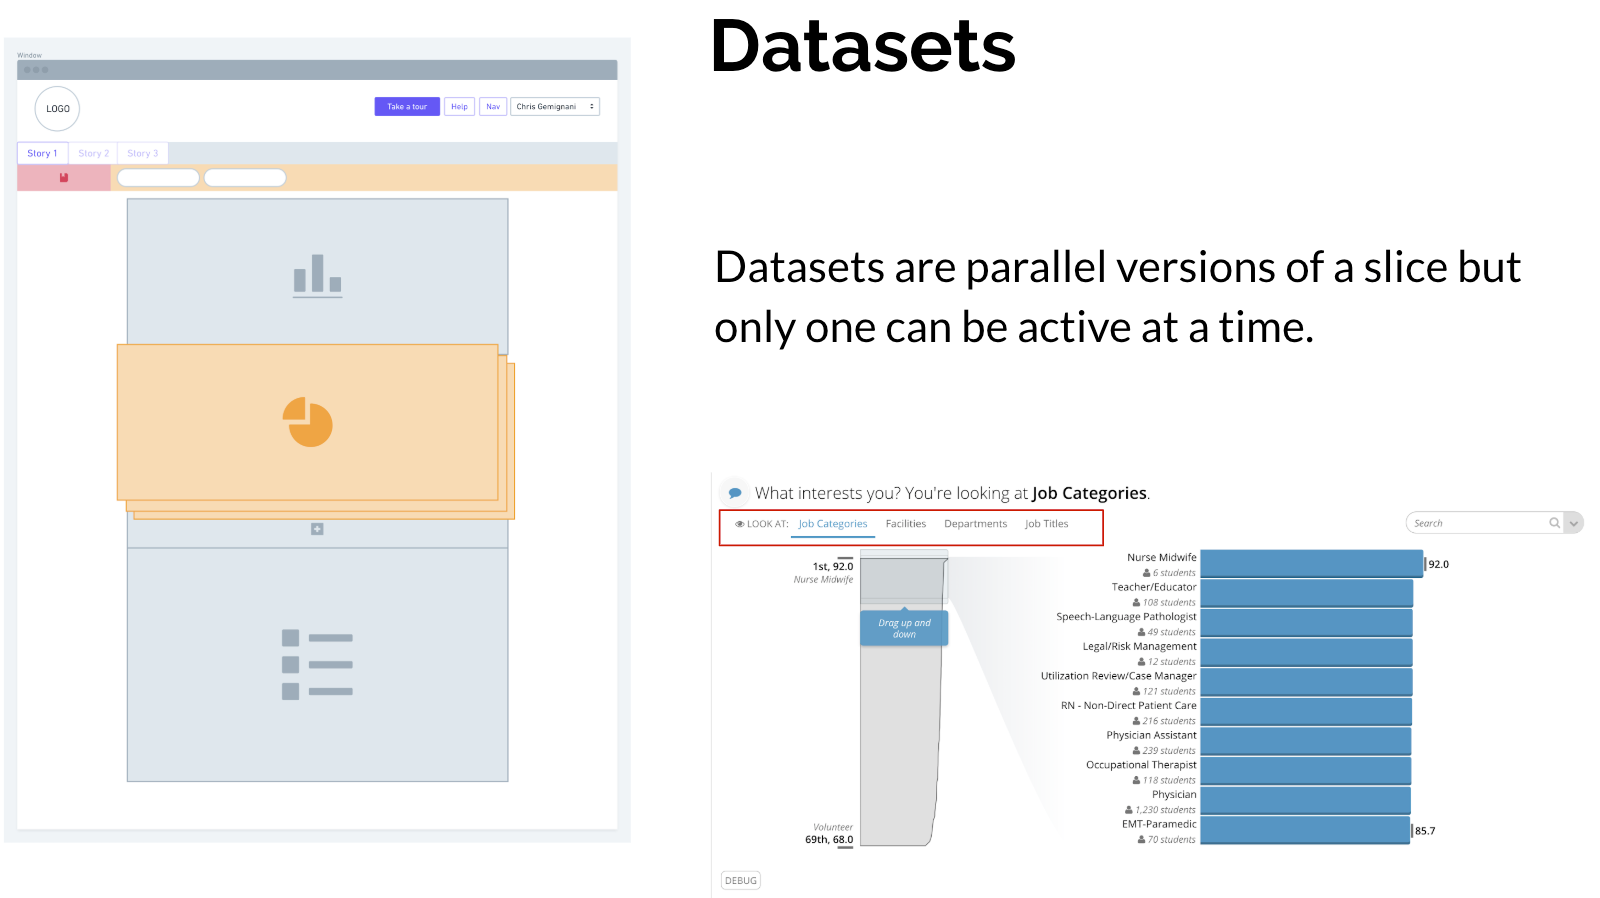 Datasets
Window
LOGO
Take a tour
Help
Nav
Chris Gemignani
Story 1
Story 2
Story 3
Datasets are parallel versions of a slice but
only one can be active at a time.
What interests you? You're looking at Job Categories.
LOOK AT: Job Categories Facilities Departments Job Titles
Search
1st, 92.0
Nurse Midwife
Drag up and
down
Volunteer
69th, 68.0
Nurse Midwife
6 students
92.0
Teacher/Educator
108 students
Speech-Language Pathologist
49 students
Legal/Risk Management
12 students
Utilization Review/Case Manager
121 students
RN - Non-Direct Patient Care
216 students
Physician Assistant
239 students
Occupational Therapist
118 students
Physician
1,230 students
EMT-Paramedic
70 students
85.7
DEBUG